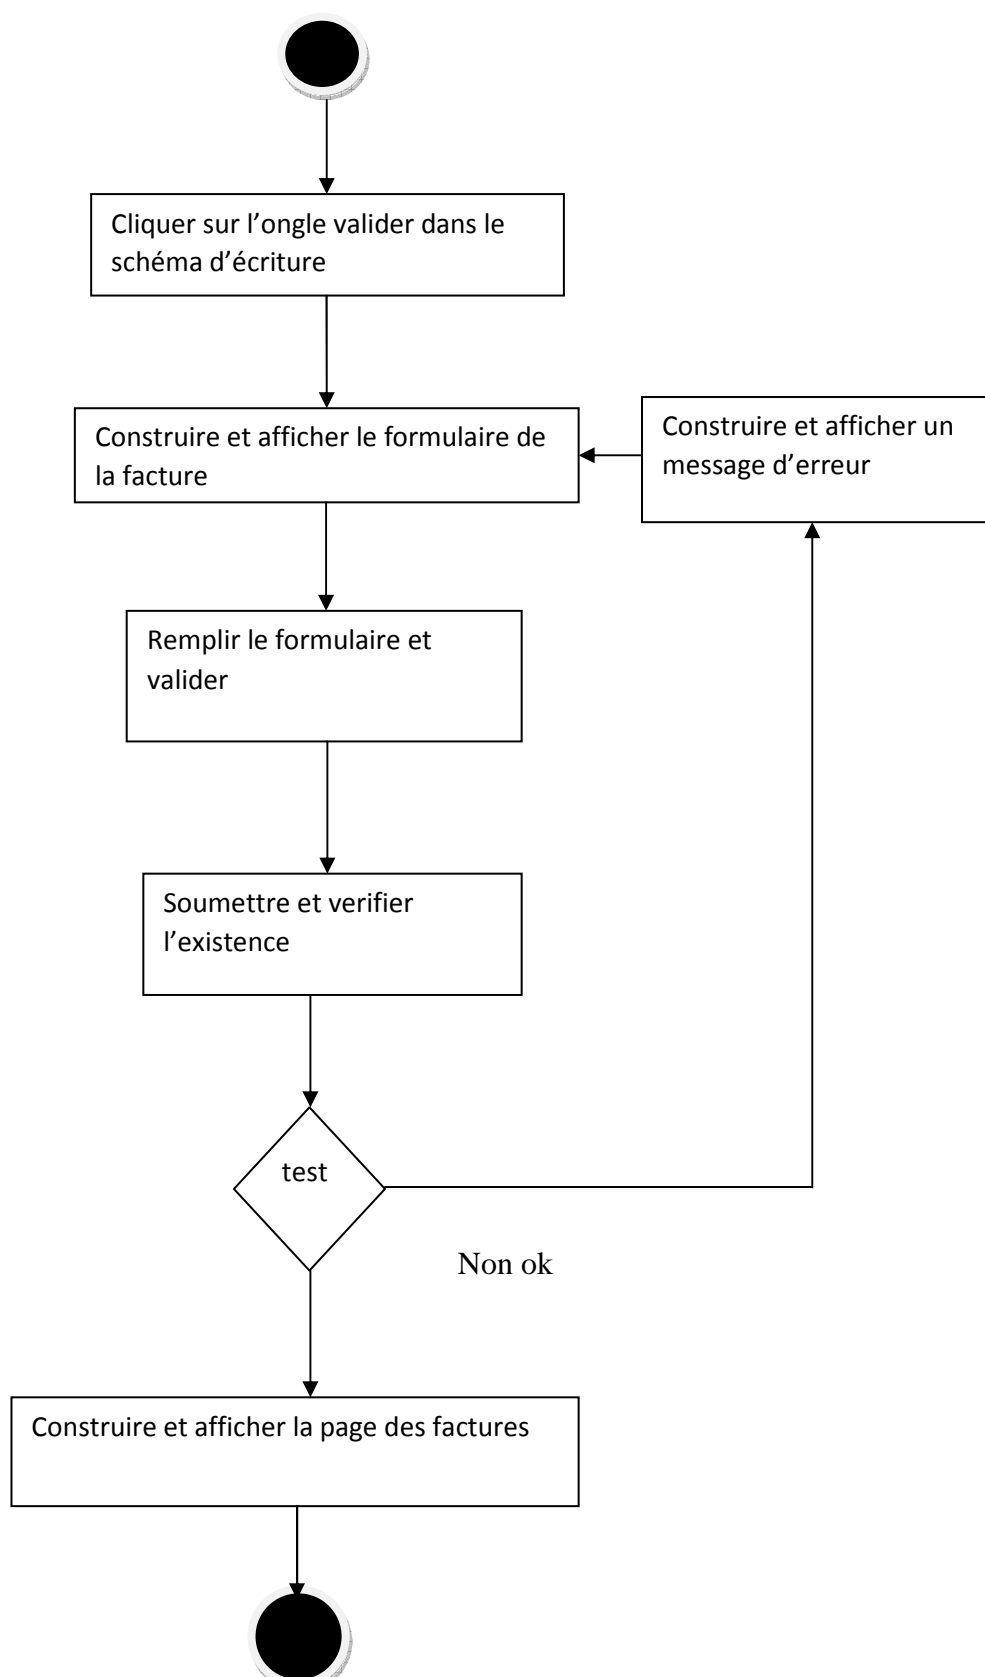 Cliquer sur l’ongle valider dans le
schéma d’écriture
Construire et afficher le formulaire de
la facture
Construire et afficher un
message d’erreur
Remplir le formulaire et
valider
Soumettre et verifier
l’existence
test
Non ok
Construire et afficher la page des factures